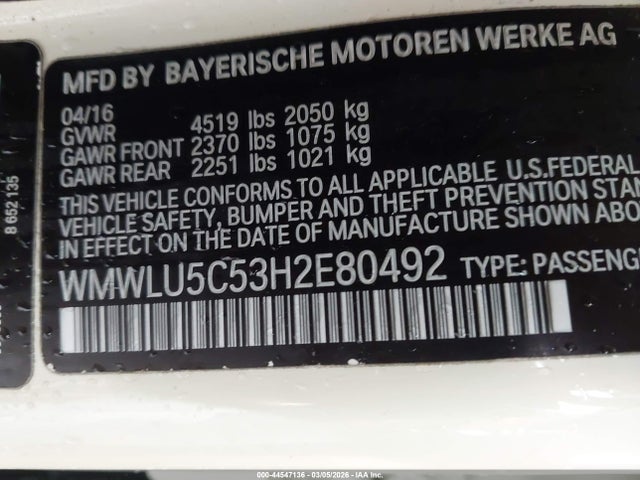 MFD BY BAYERISCHE MOTOREN WERKE AG
04/16
GVWR 4519 lbs 2050 kg
GAWR FRONT 2370 lbs 1075 kg
GAWR REAR 2251 lbs 1021 kg
THIS VEHICLE CONFORMS TO ALL APPLICABLE U.S.FEDERAL
VEHICLE SAFETY, BUMPER AND THEFT PREVENTION STA
IN EFFECT ON THE DATE OF MANUFACTURE SHOWN ABO
WMWLU5C53H2E80492 TYPE: PASSENG
8 652 135
000-44547136 | 03/05/2026 - IAA Inc.